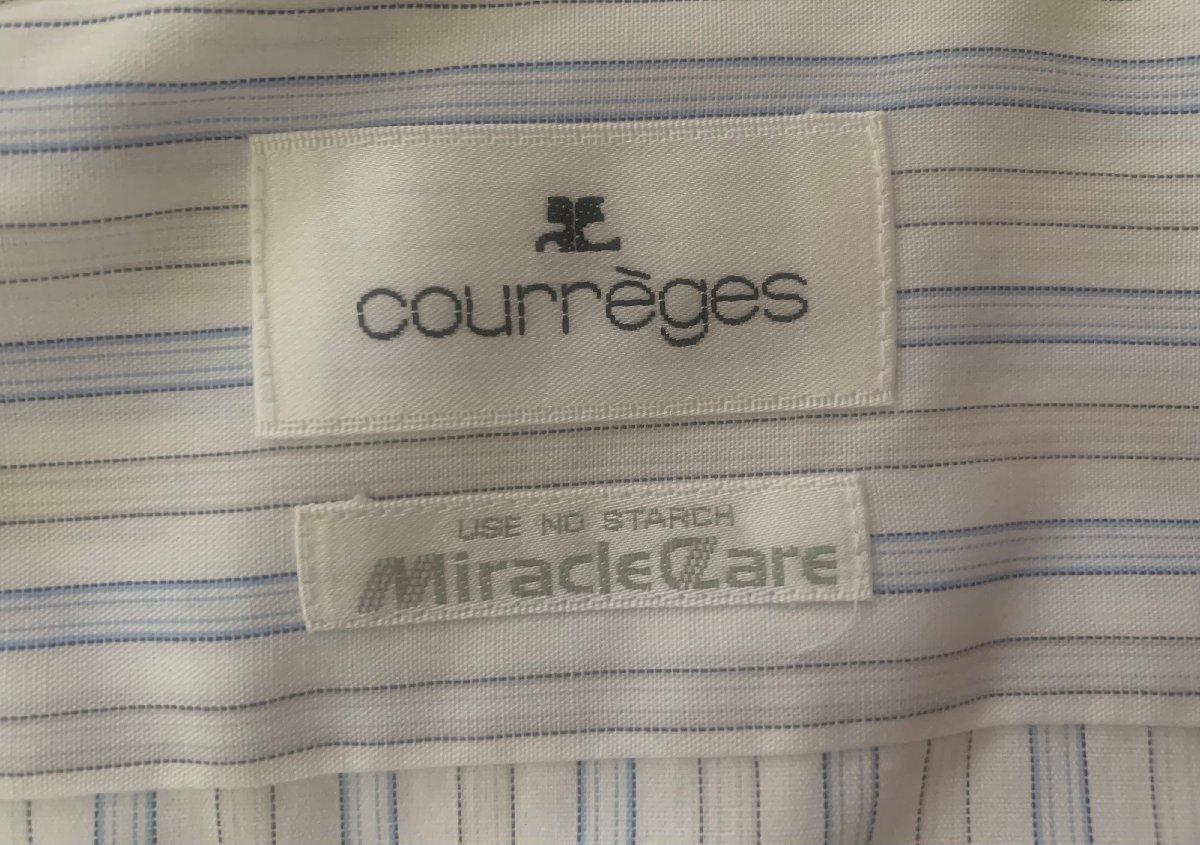 courrèges
USE NO STARCH
MiracleCare